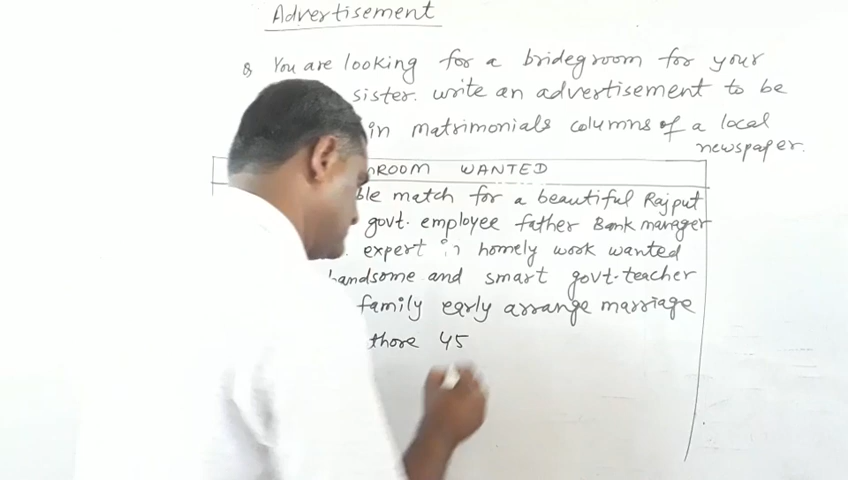 Advertisement
Q You are looking for a bridegroom for your
sister. write an advertisement to be
in matrimonials columns of a local
newspaper.
ROOM WANTED
ble match for a beautiful Rajput
govt. employee father Bank manager
expert in homely work wanted
handsome and smart govt. teacher
family early arrange marriage
thore 45